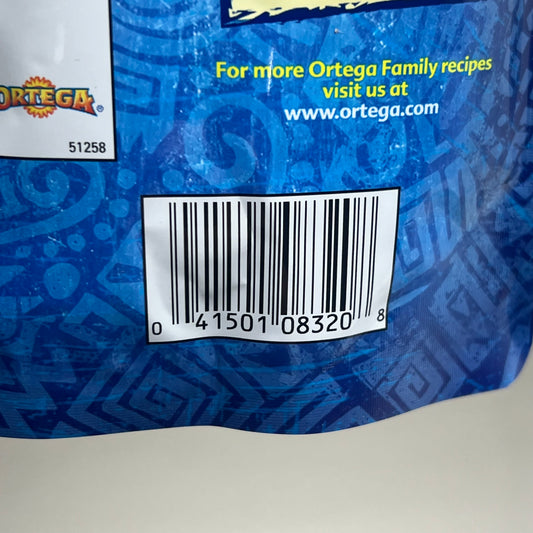 For more Ortega Family recipes
visit us at
www.ortega.com
ORTEGA®
51258
0 41501 08320 8